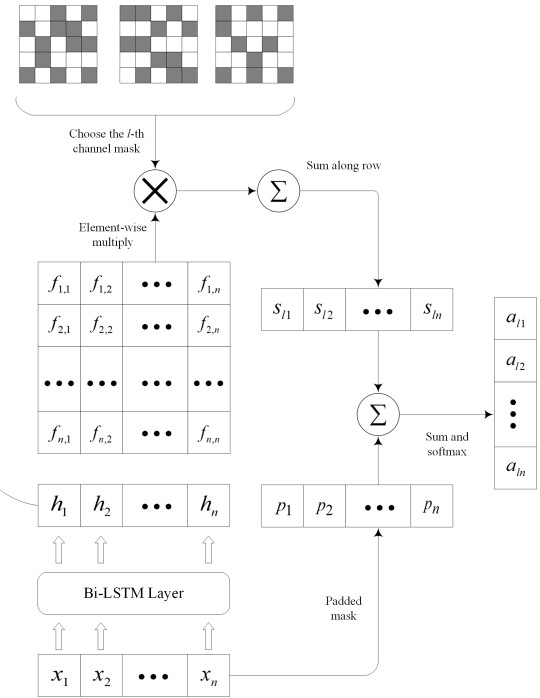 Choose the l-th
channel mask
Sum along row
Σ
Element-wise
multiply
f1,1 f1,2 ••• f1,n
f2,1 f2,2 ••• f2,n
••• ••• ••• •••
fn,1 fn,2 ••• fn,n
sl1 sl2 ••• sln
al1
al2
•••
aln
Σ
Sum and
softmax
h1 h2 ••• hn
p1 p2 ••• pn
Bi-LSTM Layer
Padded
mask
x1 x2 ••• xn